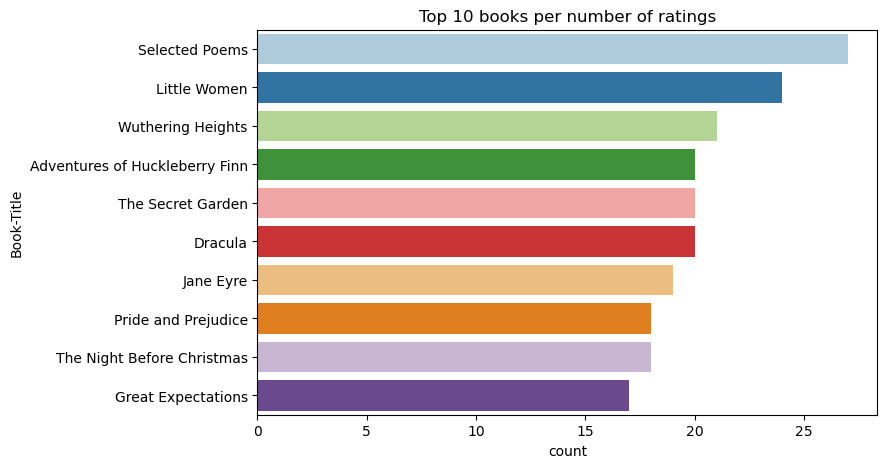 Top 10 books per number of ratings
Book-Title
Selected Poems
Little Women
Wuthering Heights
Adventures of Huckleberry Finn
The Secret Garden
Dracula
Jane Eyre
Pride and Prejudice
The Night Before Christmas
Great Expectations
0 5 10 15 20 25
count